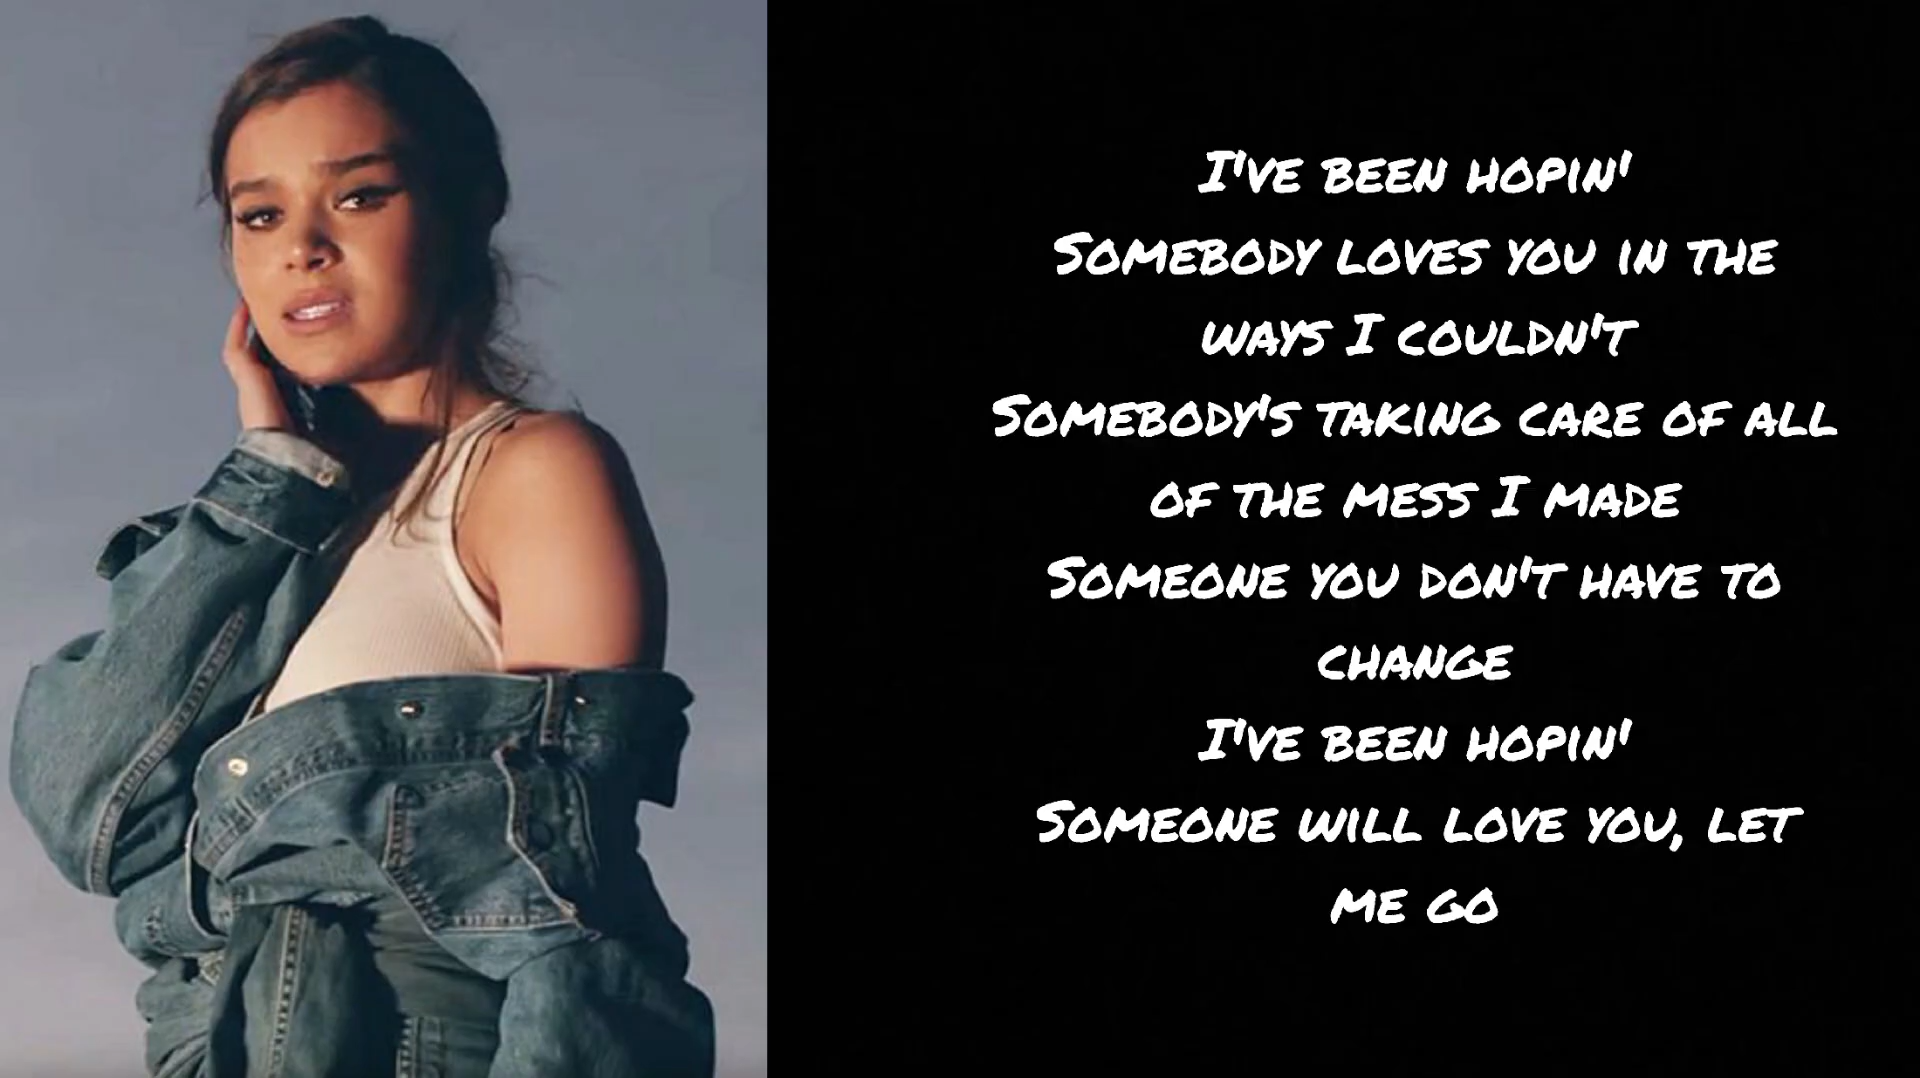 I've been hopin'
Somebody loves you in the
ways I couldn't
Somebody's taking care of all
of the mess I made
Someone you don't have to
change
I've been hopin'
Someone will love you, let
me go